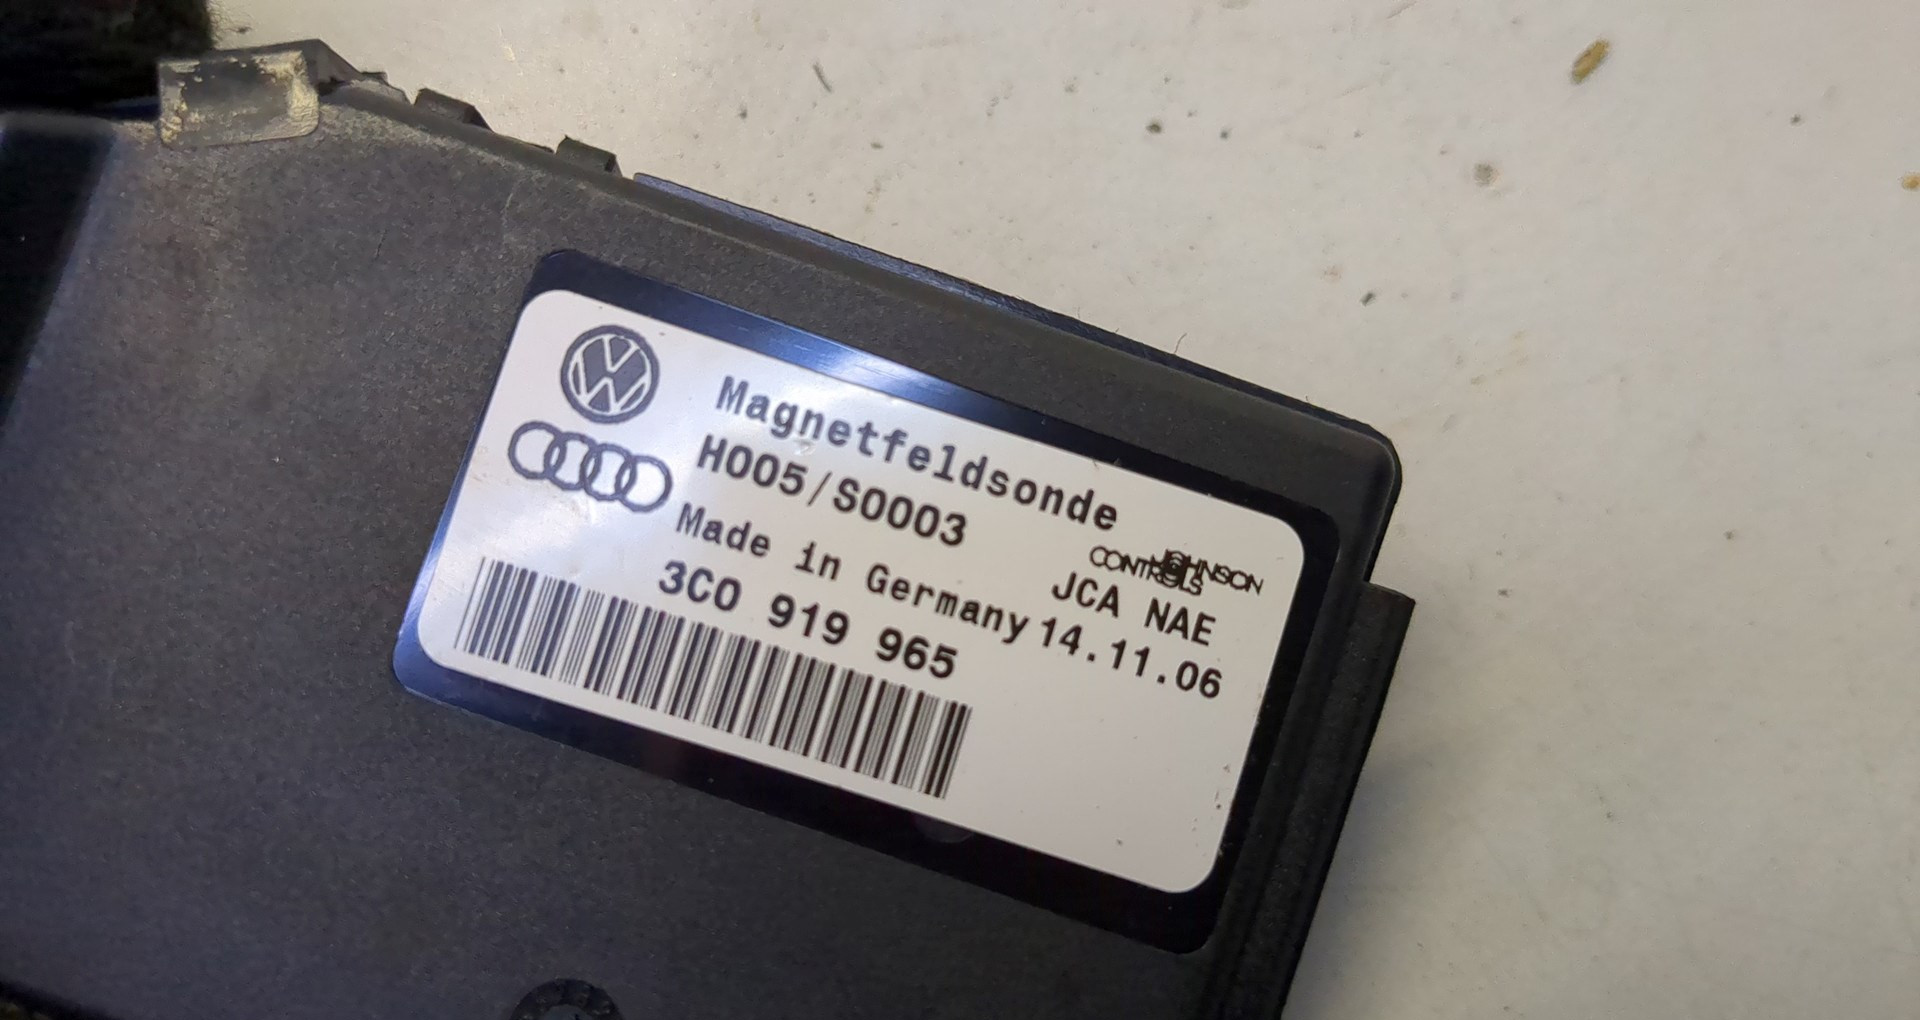 Magnetfeldsonde
H005/S0003
Made in Germany
3C0 919 965
JOHNSON
CONTROLS
JCA NAE
14.11.06